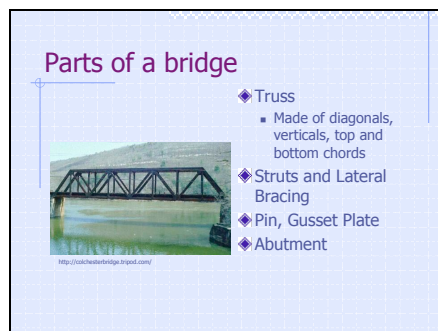 Parts of a bridge
Truss
Made of diagonals,
verticals, top and
bottom chords
Struts and Lateral
Bracing
Pin, Gusset Plate
Abutment
http://colchesterbridge.tripod.com/